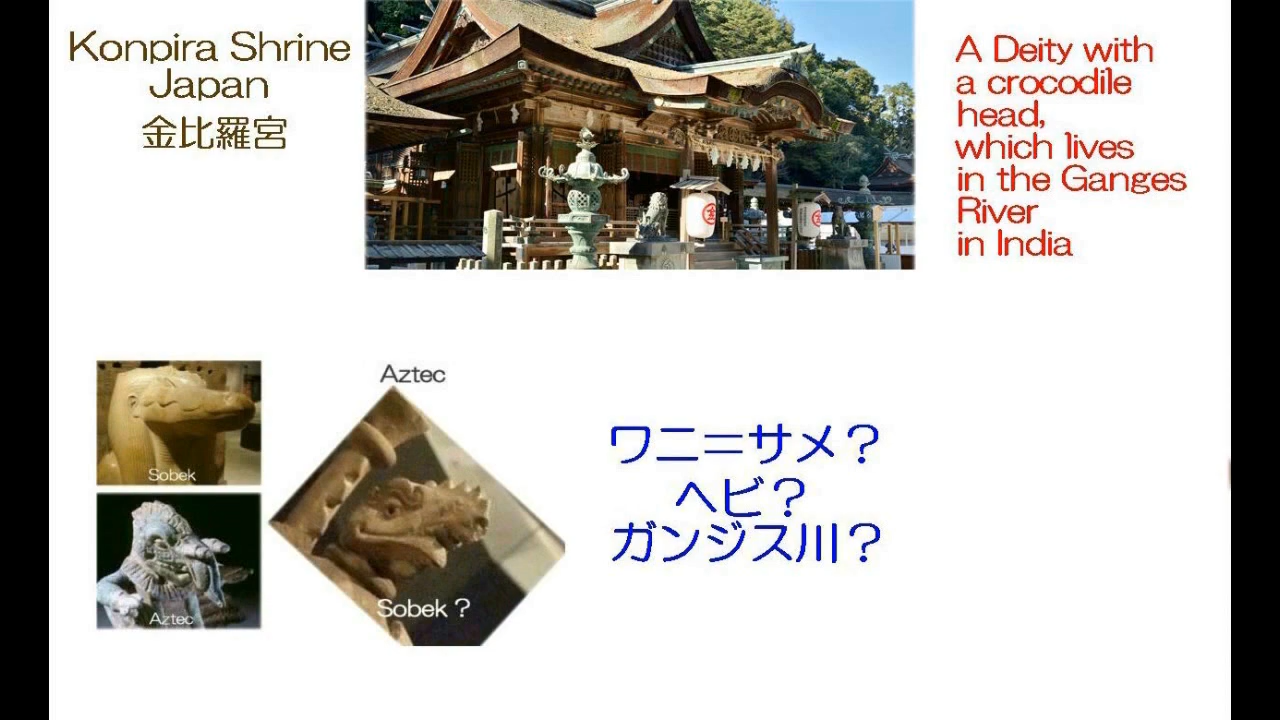 Konpira Shrine
Japan
金比羅宮
A Deity with
a crocodile
head,
which lives
in the Ganges
River
in India
Sobek
Aztec
Aztec
Sobek ?
ワニ=サメ?
ヘビ?
ガンジス川?